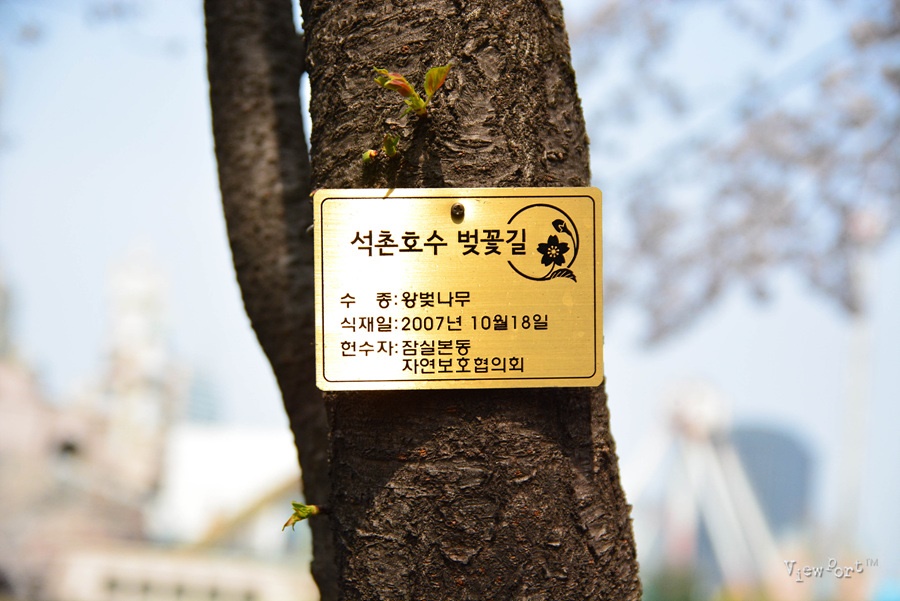 석촌호수 벚꽃길
수 종:왕벚나무
식재일:2007년 10월18일
헌수자:잠실본동
자연보호협의회
ViewPort™